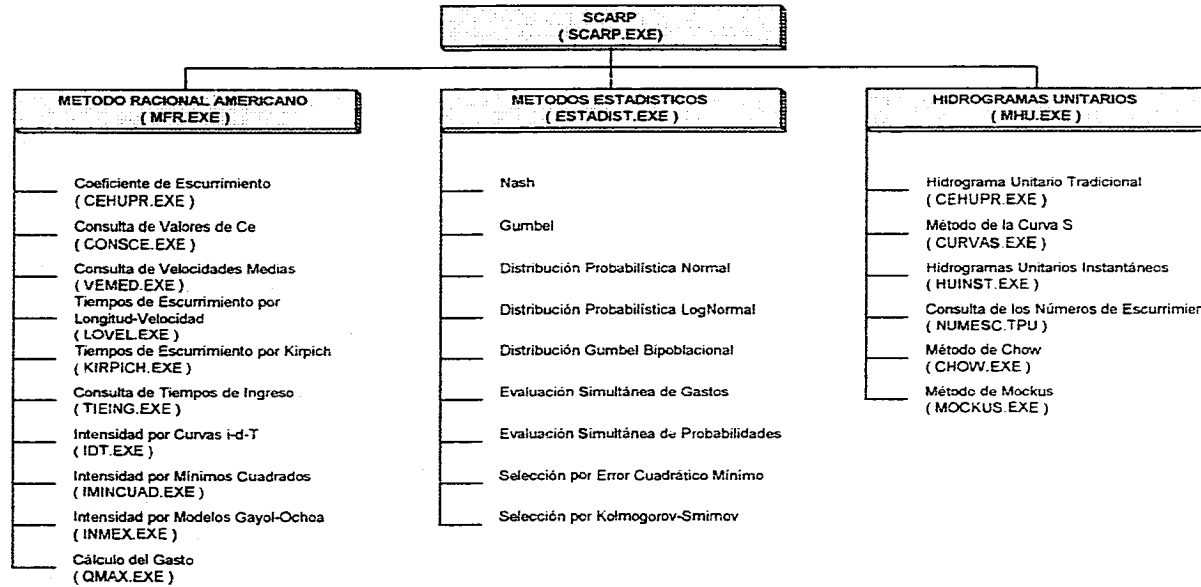 SCARP
( SCARP.EXE)
METODO RACIONAL AMERICANO
( MFR.EXE )
Coeficiente de Escurrimiento
( CEHUPR.EXE )
Consulta de Valores de Ce
( CONSCE.EXE )
Consulta de Velocidades Medias
( VEMED.EXE )
Tiempos de Escurrimiento por
Longitud-Velocidad
( LOVEL.EXE )
Tiempos de Escurrimiento por Kirpich
( KIRPICH.EXE )
Consulta de Tiempos de Ingreso
( TIEING.EXE )
Intensidad por Curvas i-d-T
( IDT.EXE )
Intensidad por Mínimos Cuadrados
( IMINCUAD.EXE )
Intensidad por Modelos Gayol-Ochoa
( INMEX.EXE )
Cálculo del Gasto
( QMAX.EXE )
METODOS ESTADISTICOS
( ESTADIST.EXE )
Nash
Gumbel
Distribución Probabilística Normal
Distribución Probabilística LogNormal
Distribución Gumbel Bipoblacional
Evaluación Simultánea de Gastos
Evaluación Simultánea de Probabilidades
Selección por Error Cuadrático Mínimo
Selección por Kolmogorov-Smirnov
HIDROGRAMAS UNITARIOS
( MHU.EXE )
Hidrograma Unitario Tradicional
( CEHUPR.EXE )
Método de la Curva S
( CURVAS.EXE )
Hidrogramas Unitarios Instantáneos
( HUINST.EXE )
Consulta de los Números de Escurrimien
( NUMESC.TPU )
Método de Chow
( CHOW.EXE )
Método de Mockus
( MOCKUS.EXE )